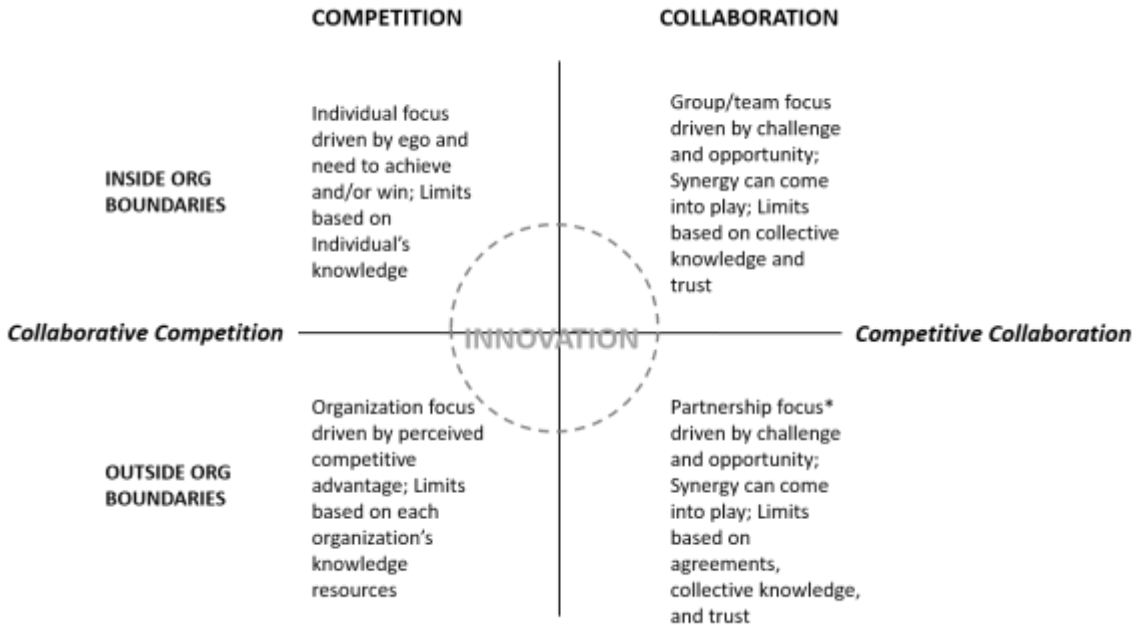 COMPETITION
COLLABORATION
INSIDE ORG
BOUNDARIES
Individual focus
driven by ego and
need to achieve
and/or win; Limits
based on
Individual's
knowledge
Group/team focus
driven by challenge
and opportunity;
Synergy can come
into play; Limits
based on collective
knowledge and
trust
Collaborative Competition
INNOVATION
Competitive Collaboration
OUTSIDE ORG
BOUNDARIES
Organization focus
driven by perceived
competitive
advantage; Limits
based on each
organization's
knowledge
resources
Partnership focus*
driven by challenge
and opportunity;
Synergy can come
into play; Limits
based on
agreements,
collective knowledge,
and trust